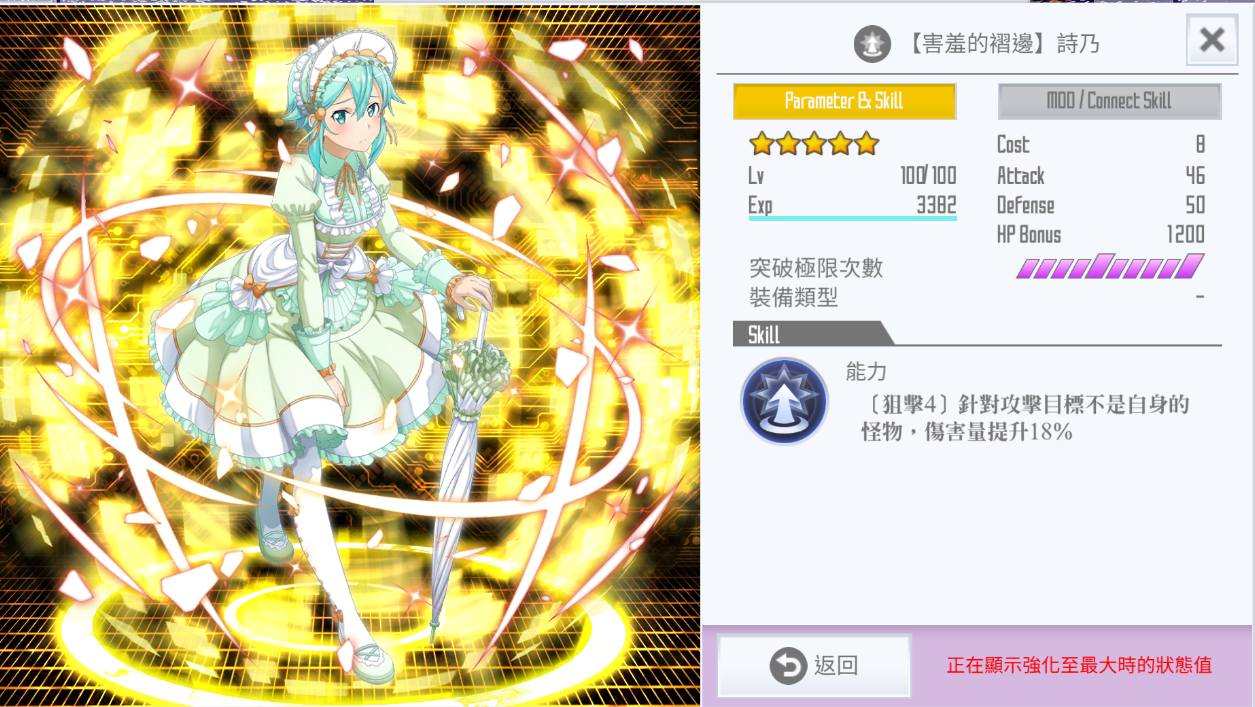 【害羞的褶邊】詩乃
Parameter & Skill
MOD / Connect Skill
Lv 100/100
Exp 3382
突破極限次數
裝備類型
Cost 8
Attack 46
Defense 50
HP Bonus 1200
-
Skill
能力
〔狙擊4〕針對攻擊目標不是自身的
怪物，傷害量提升18%
返回
正在顯示強化至最大時的狀態值